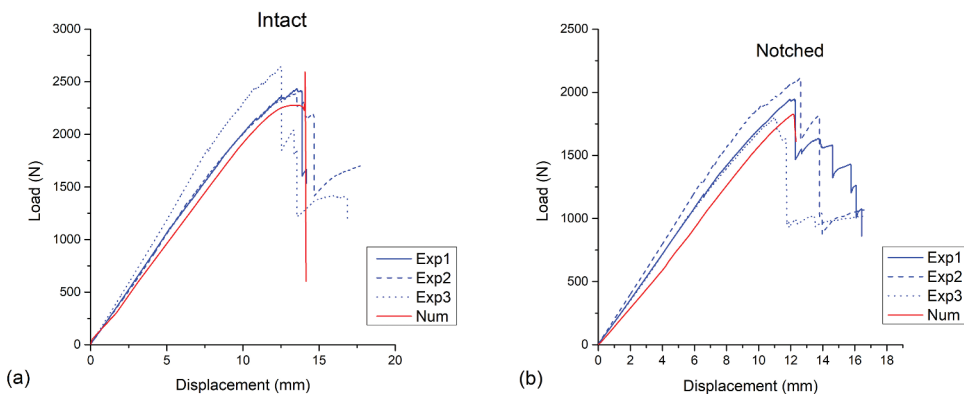 Intact
3000
2500
2000
1500
1000
500
0
Load (N)
0 5 10 15 20
Displacement (mm)
Exp1
Exp2
Exp3
Num
(a)
Notched
2500
2000
1500
1000
500
0
Load (N)
0 2 4 6 8 10 12 14 16 18
Displacement (mm)
Exp1
Exp2
Exp3
Num
(b)